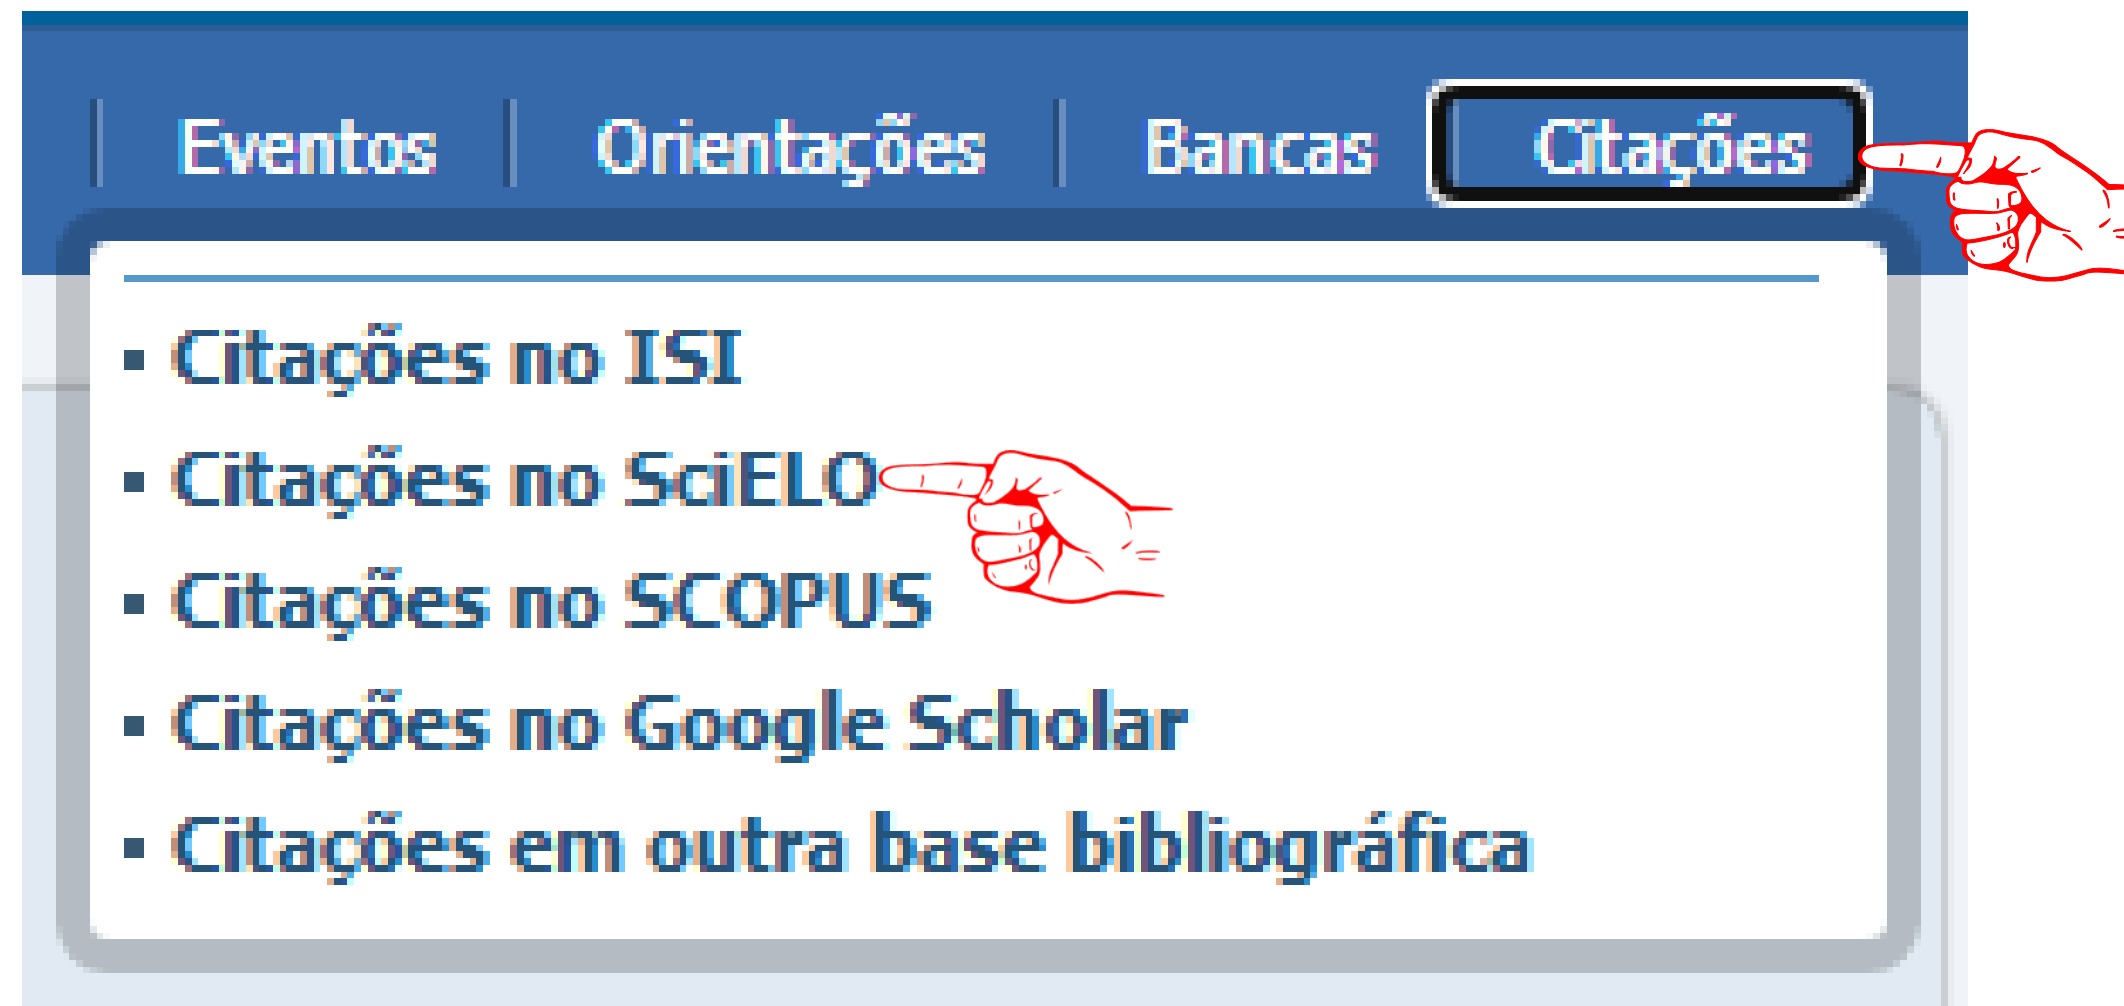 Eventos Orientações Bancas Citações
Citações no ISI
Citações no SciELO
Citações no SCOPUS
Citações no Google Scholar
Citações em outra base bibliográfica